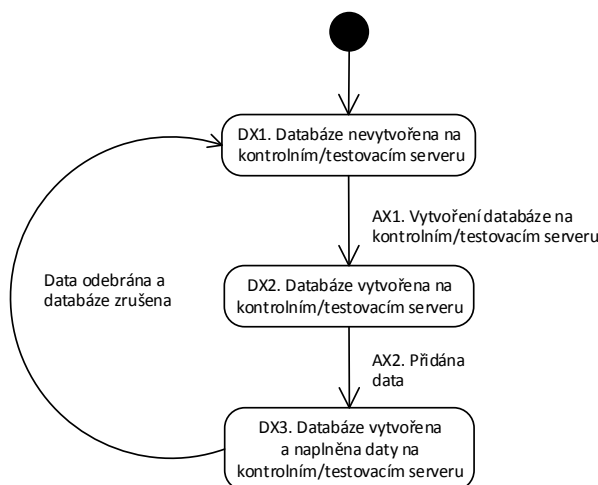 DX1. Databáze nevytvořena na
kontrolním/testovacím serveru
AX1. Vytvoření databáze na
kontrolním/testovacím serveru
Data odebrána a
databáze zrušena
DX2. Databáze vytvořena na
kontrolním/testovacím serveru
AX2. Přidána
data
DX3. Databáze vytvořena
a naplněna daty na
kontrolním/testovacím serveru